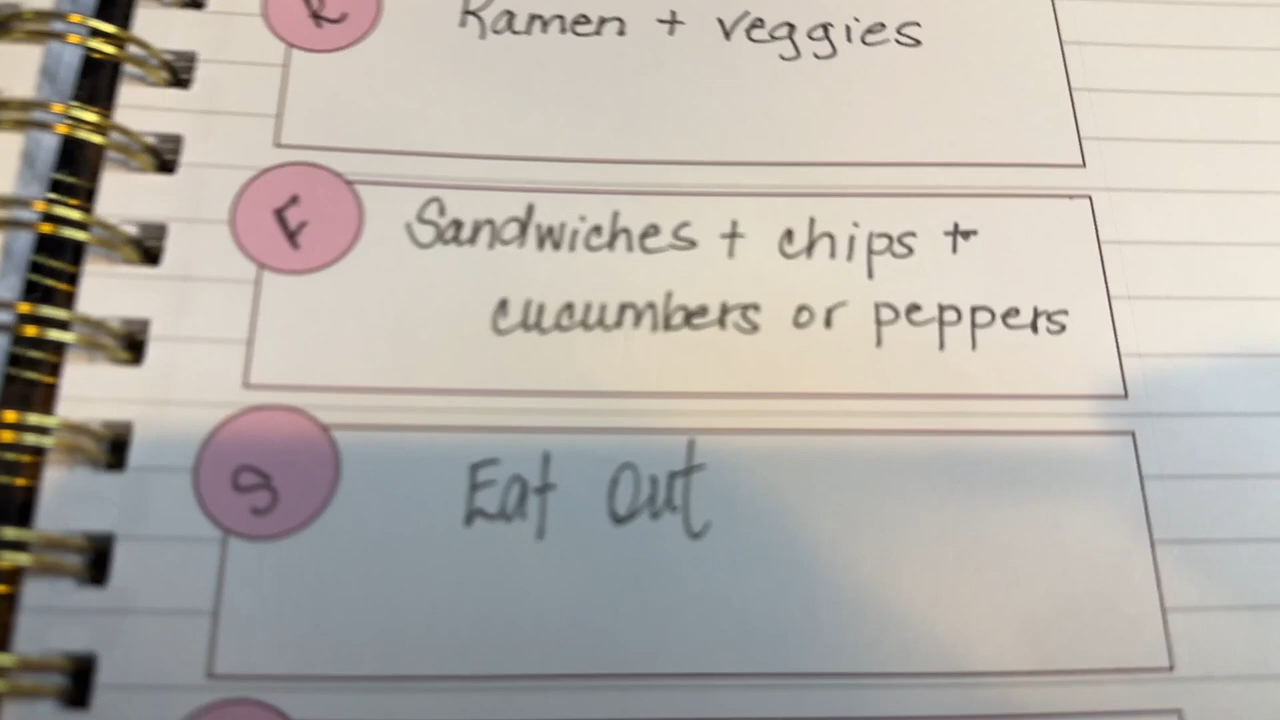 R Ramen + veggies
F Sandwiches + chips +
cucumbers or peppers
S Eat Out